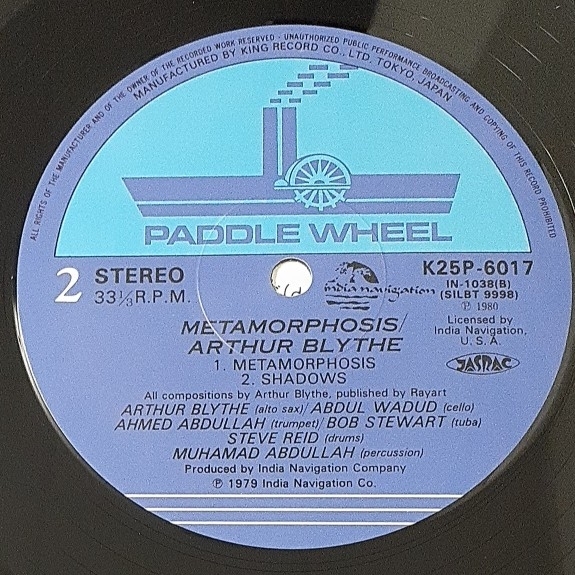 ALL RIGHTS OF THE MANUFACTURER AND OF THE OWNER OF THE RECORDED WORK RESERVED - UNAUTHORIZED PUBLIC PERFORMANCE BROADCASTING AND COPYING OF THIS RECORD PROHIBITED
MANUFACTURED BY KING RECORD CO., LTD. TOKYO, JAPAN
PADDLE WHEEL
2 STEREO
33⅓ R.P.M.
K25P-6017
IN-1038(B)
(SILBT 9998)
Ⓟ 1980
india navigation
Licensed by
India Navigation,
U. S. A.
JASRAC
METAMORPHOSIS/
ARTHUR BLYTHE
1. METAMORPHOSIS
2. SHADOWS
All compositions by Arthur Blythe, published by Rayart
ARTHUR BLYTHE (alto sax)/ ABDUL WADUD (cello)
AHMED ABDULLAH (trumpet)/ BOB STEWART (tuba)
STEVE REID (drums)
MUHAMAD ABDULLAH (percussion)
Produced by India Navigation Company
Ⓟ 1979 India Navigation Co.